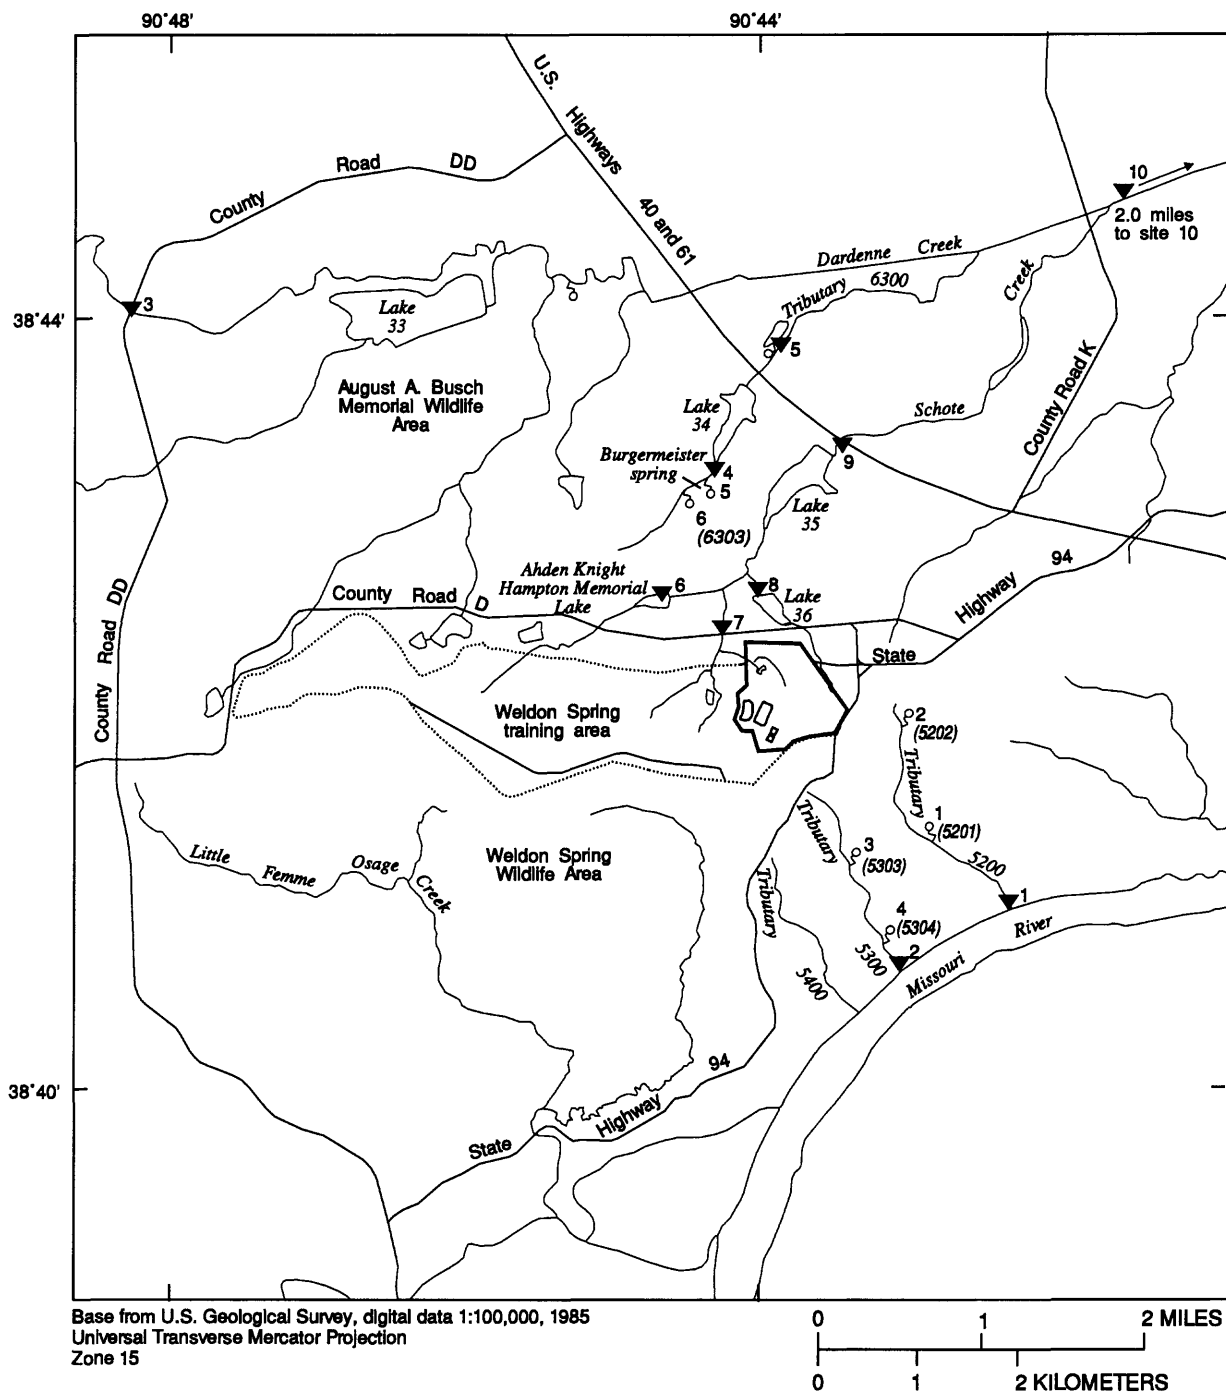 90°48'
90°44'
U.S.
Highways
40 and 61
County
Road
DD
10
2.0 miles
to site 10
Dardenne Creek
Tributary
6300
Creek
3
38°44'
Lake
33
5
August A. Busch
Memorial Wildlife
Area
Lake
34
Schote
County Road K
Burgermeister
spring
4
5
9
6
(6303)
Lake
35
94
Highway
Ahden Knight
Hampton Memorial
Lake
6
8
Lake
36
County
Road
D
7
State
County Road DD
Weldon Spring
training area
2
(5202)
Tributary
1
(5201)
5200
1
Tributary
3
(5303)
Little
Femme
Osage
Creek
Weldon Spring
Wildlife Area
Tributary
4
(5304)
5300
2
Missouri
River
5400
94
38°40'
Highway
State
Base from U.S. Geological Survey, digital data 1:100,000, 1985
Universal Transverse Mercator Projection
Zone 15
0 1 2 MILES
0 1 2 KILOMETERS